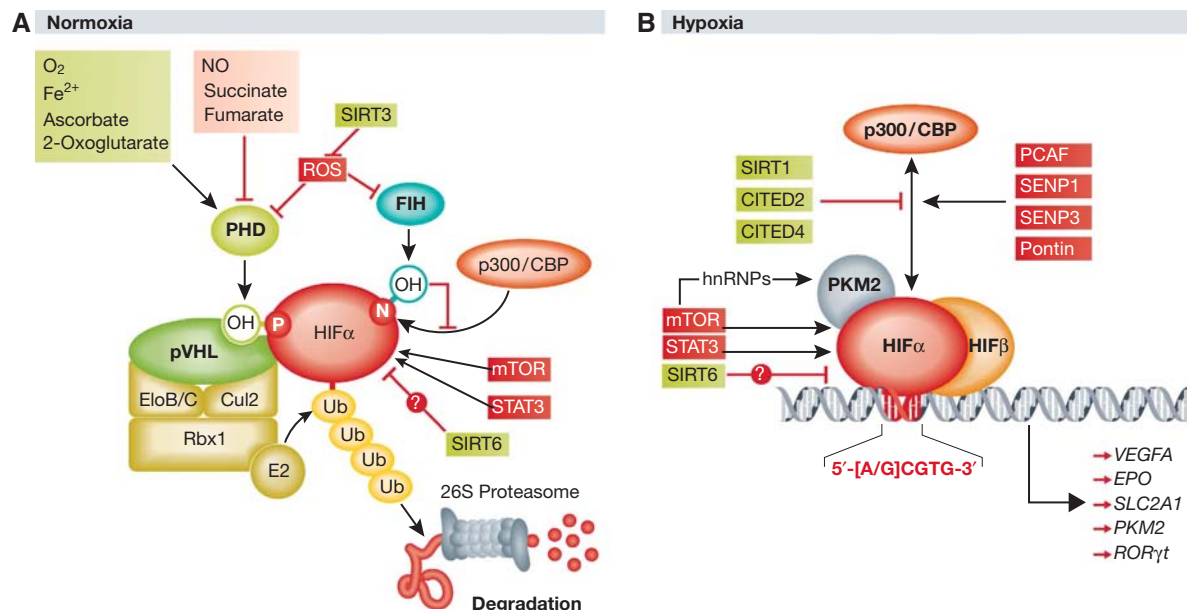 A Normoxia
O2
Fe2+
Ascorbate
2-Oxoglutarate
NO
Succinate
Fumarate
SIRT3
ROS
PHD
FIH
OH
p300/CBP
OH
P
N
HIFα
pVHL
EloB/C
Cul2
Rbx1
E2
Ub
Ub
Ub
Ub
mTOR
STAT3
?
SIRT6
26S Proteasome
Degradation
B Hypoxia
p300/CBP
SIRT1
CITED2
CITED4
PCAF
SENP1
SENP3
Pontin
hnRNPs
PKM2
mTOR
STAT3
SIRT6
?
HIFα
HIFβ
5′-[A/G]CGTG-3′
VEGFA
EPO
SLC2A1
PKM2
RORγt